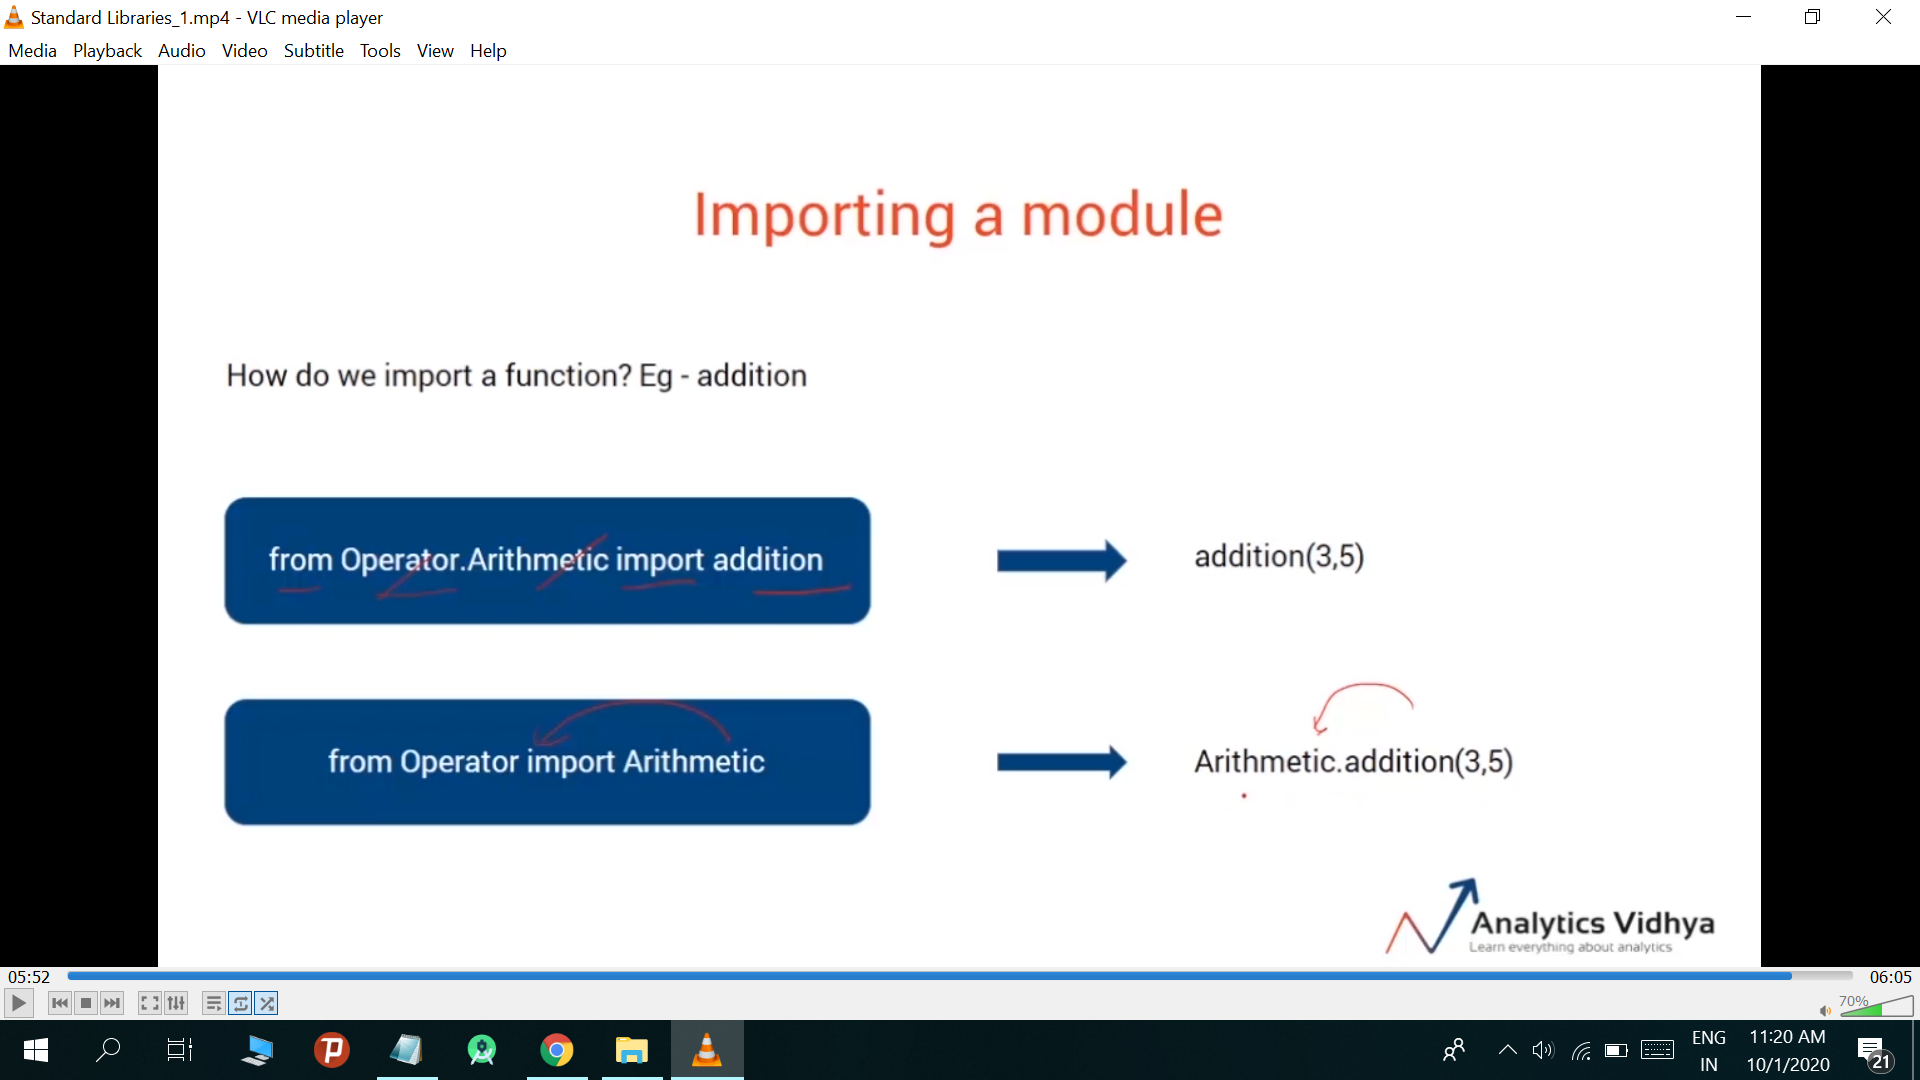 Standard Libraries_1.mp4 - VLC media player
Media Playback Audio Video Subtitle Tools View Help
Importing a module
How do we import a function? Eg - addition
from Operator.Arithmetic import addition
addition(3,5)
from Operator import Arithmetic
Arithmetic.addition(3,5)
Analytics Vidhya
Learn everything about analytics
05:52
06:05
70%
ENG
IN
11:20 AM
10/1/2020
21